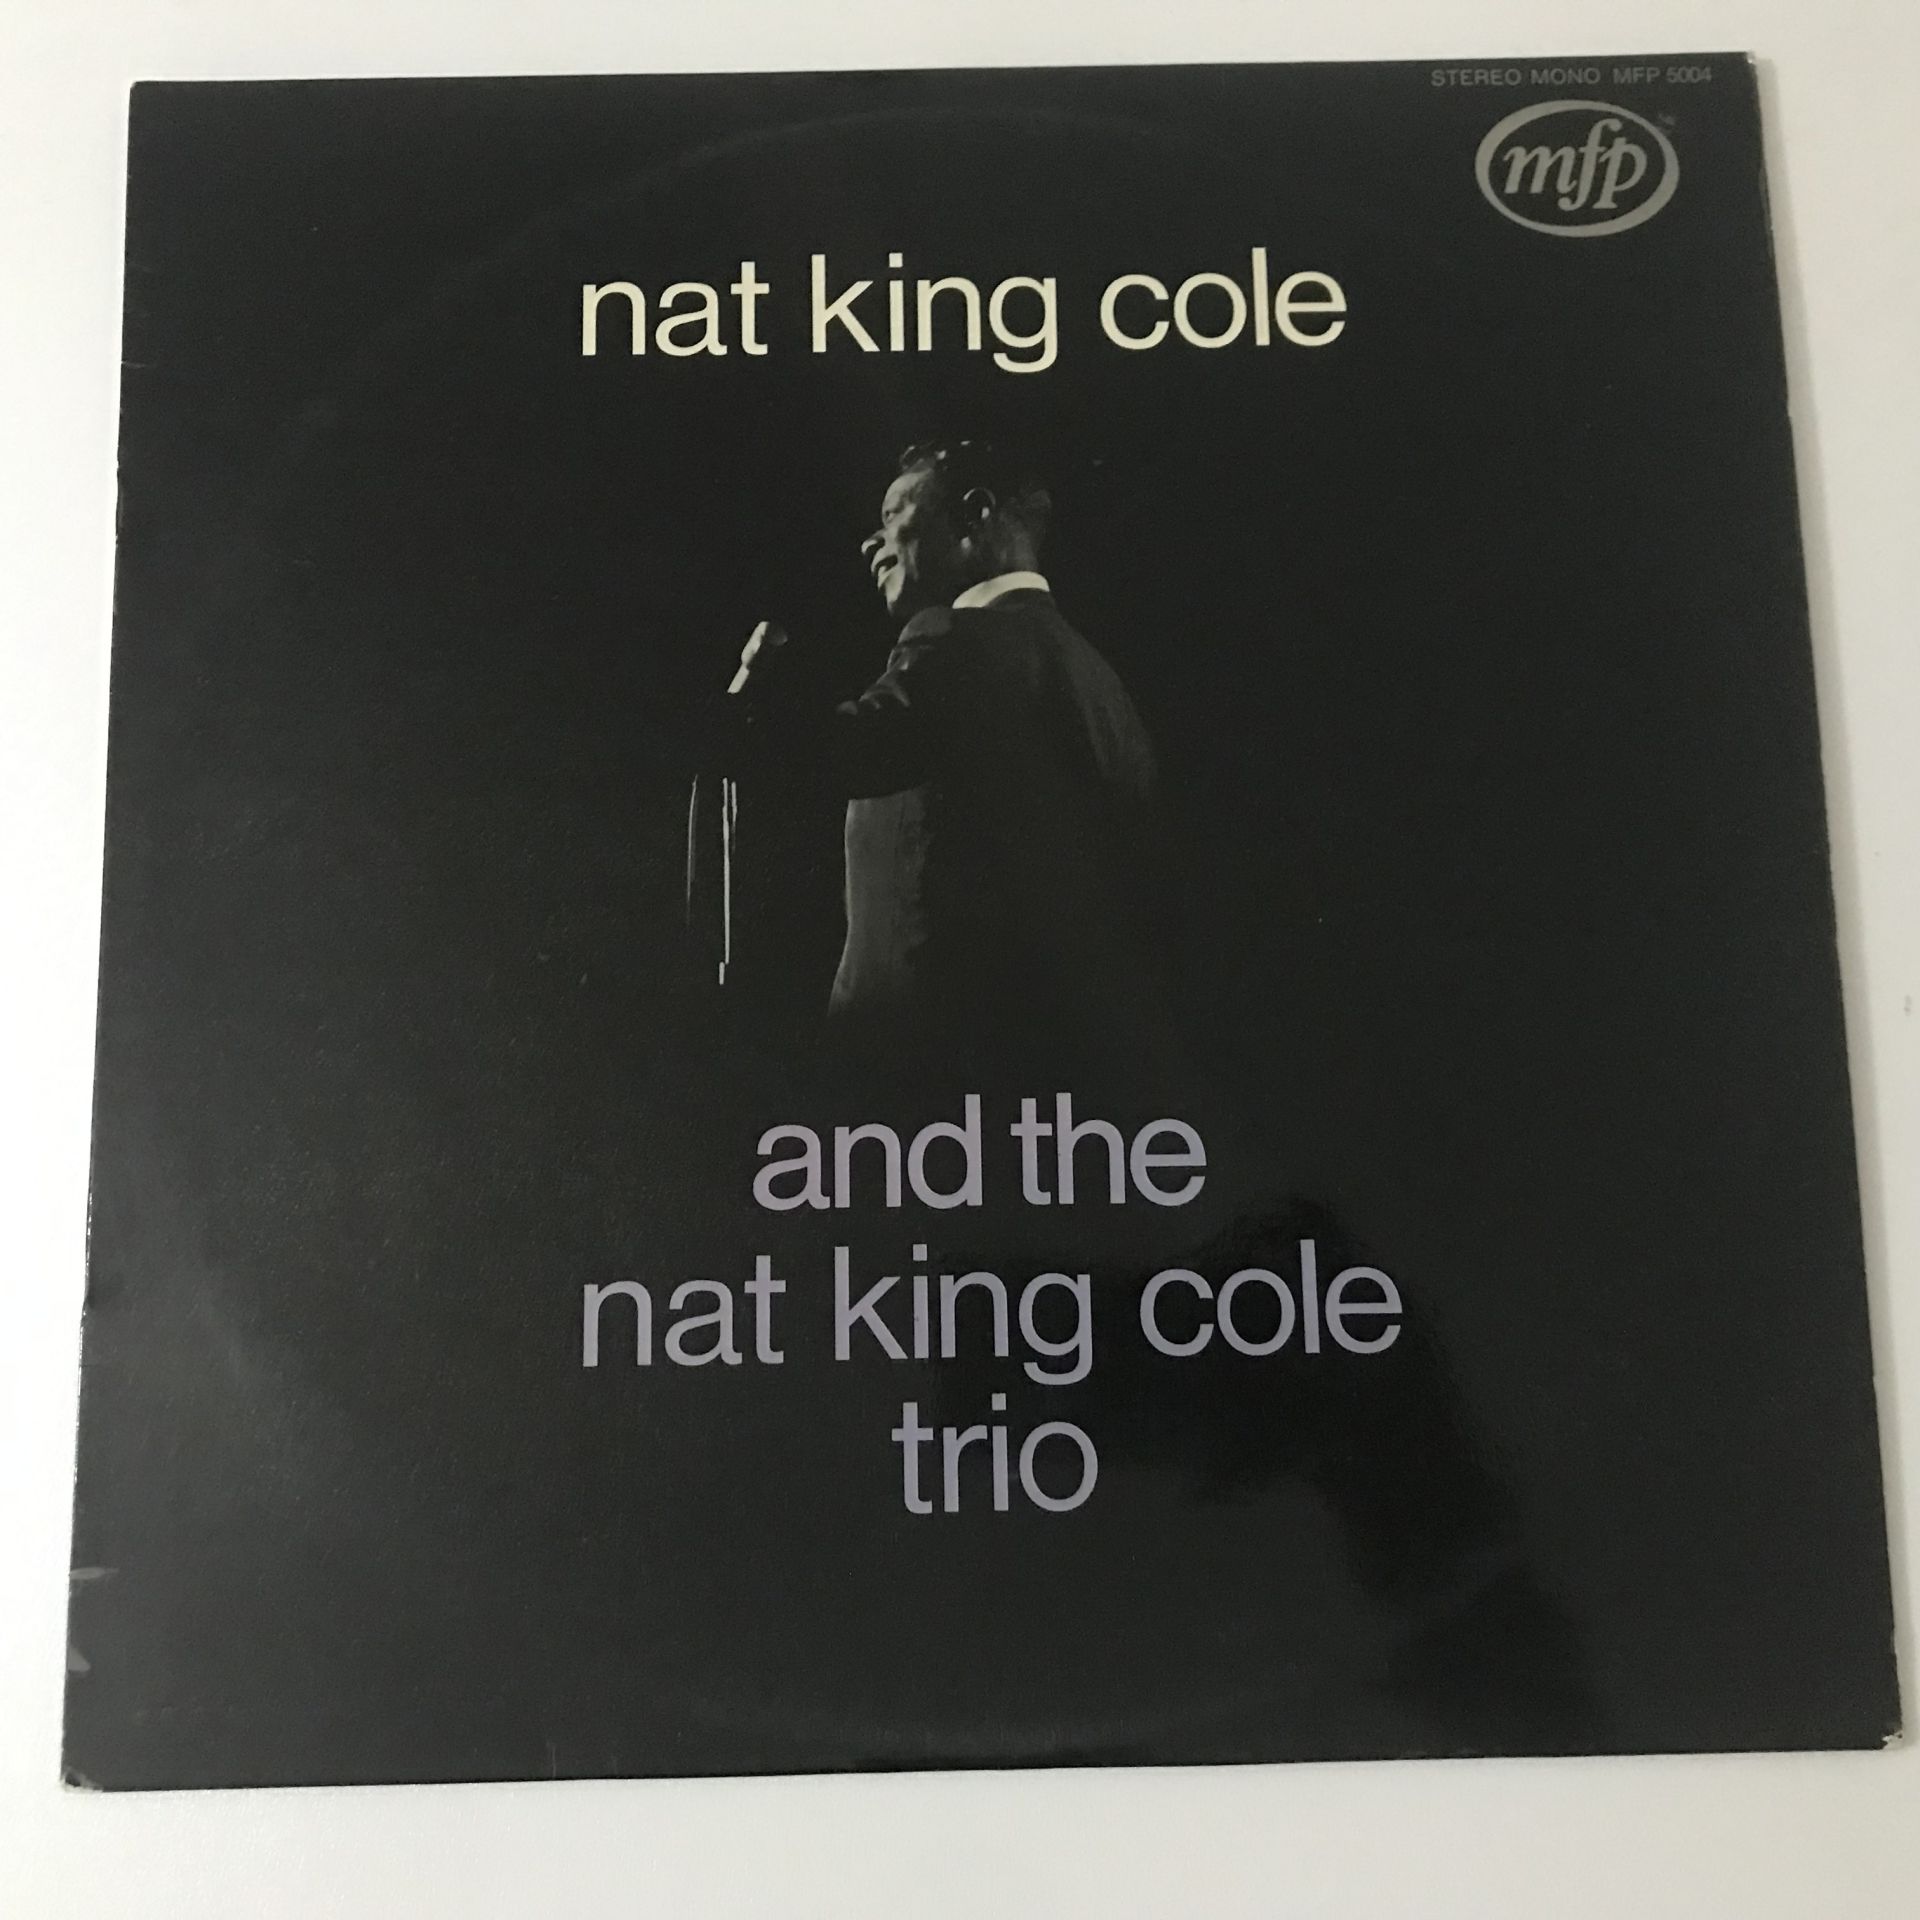 STEREO MONO MFP 5004
mfp
nat king cole
and the
nat king cole
trio